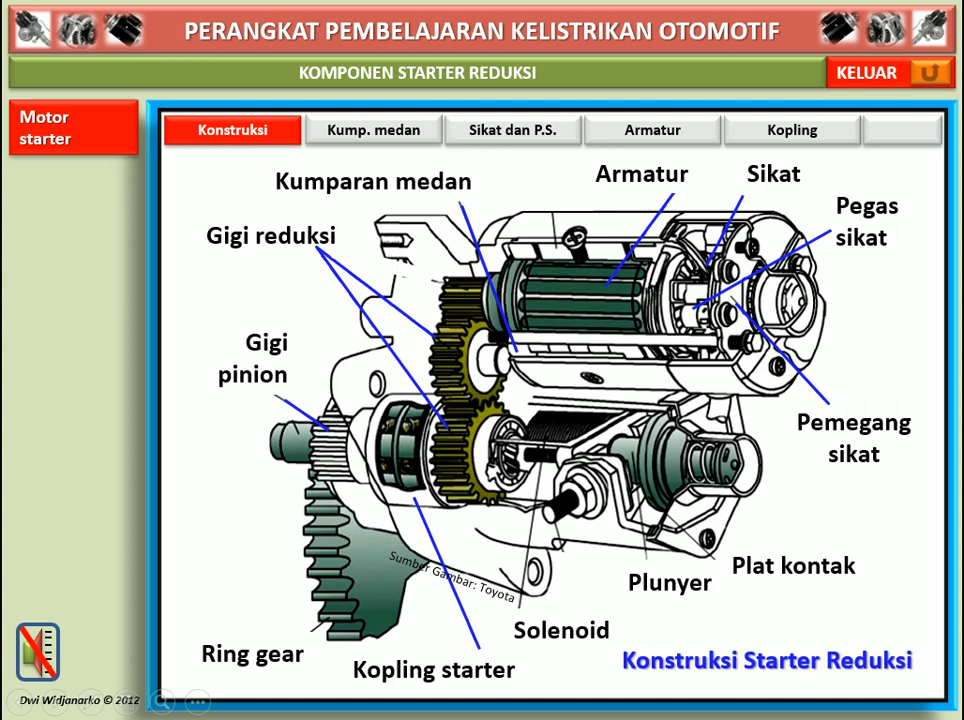 PERANGKAT PEMBELAJARAN KELISTRIKAN OTOMOTIF
KOMPONEN STARTER REDUKSI
KELUAR
Motor
starter
Konstruksi
Kump. medan
Sikat dan P.S.
Armatur
Kopling
Kumparan medan
Armatur
Sikat
Pegas
sikat
Gigi reduksi
Gigi
pinion
Pemegang
sikat
Sumber Gambar: Toyota
Plat kontak
Plunyer
Solenoid
Ring gear
Kopling starter
Konstruksi Starter Reduksi
Dwi Widjanarko © 2012